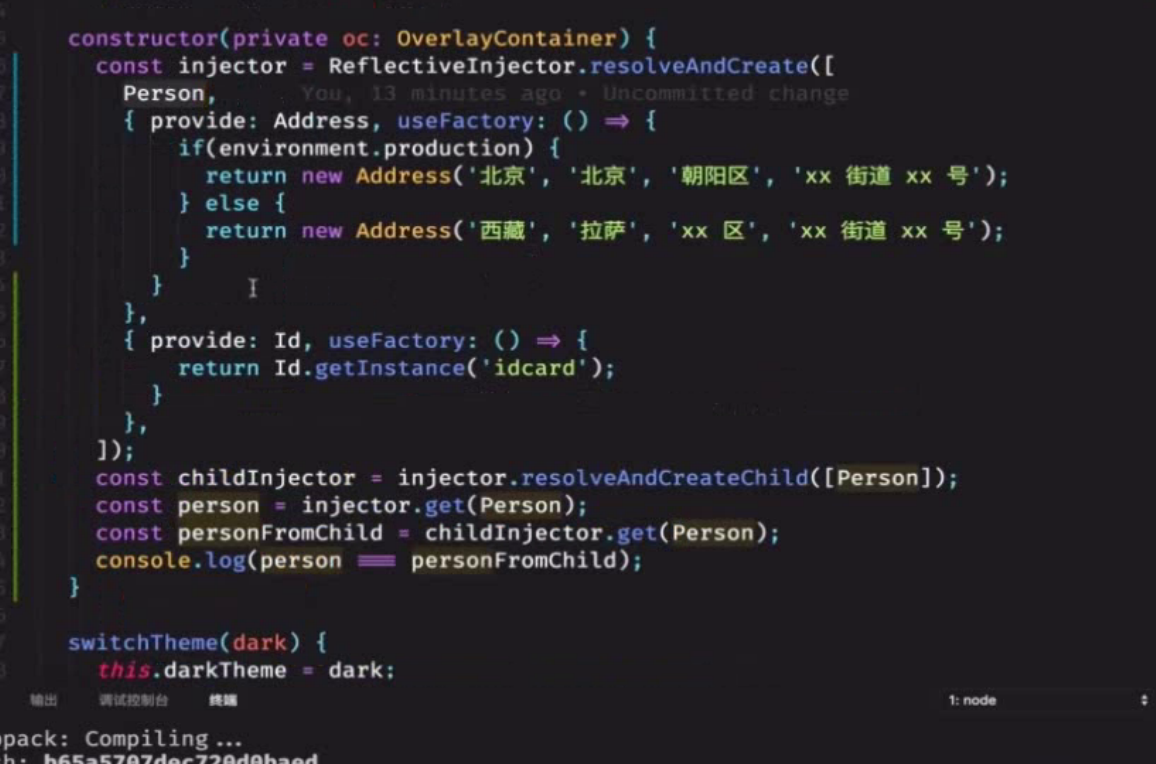 constructor(private oc: OverlayContainer) {
const injector = ReflectiveInjector.resolveAndCreate([
Person, You, 13 minutes ago • Uncommitted change
{ provide: Address, useFactory: () => {
if(environment.production) {
return new Address('北京', '北京', '朝阳区', 'xx 街道 xx 号');
} else {
return new Address('西藏', '拉萨', 'xx 区', 'xx 街道 xx 号');
}
}
},
{ provide: Id, useFactory: () => {
return Id.getInstance('idcard');
}
},
]);
const childInjector = injector.resolveAndCreateChild([Person]);
const person = injector.get(Person);
const personFromChild = childInjector.get(Person);
console.log(person === personFromChild);
}
switchTheme(dark) {
this.darkTheme = dark;
输出 调试控制台 终端 1: node
pack: Compiling...
h: b65a5707dec720d0baed